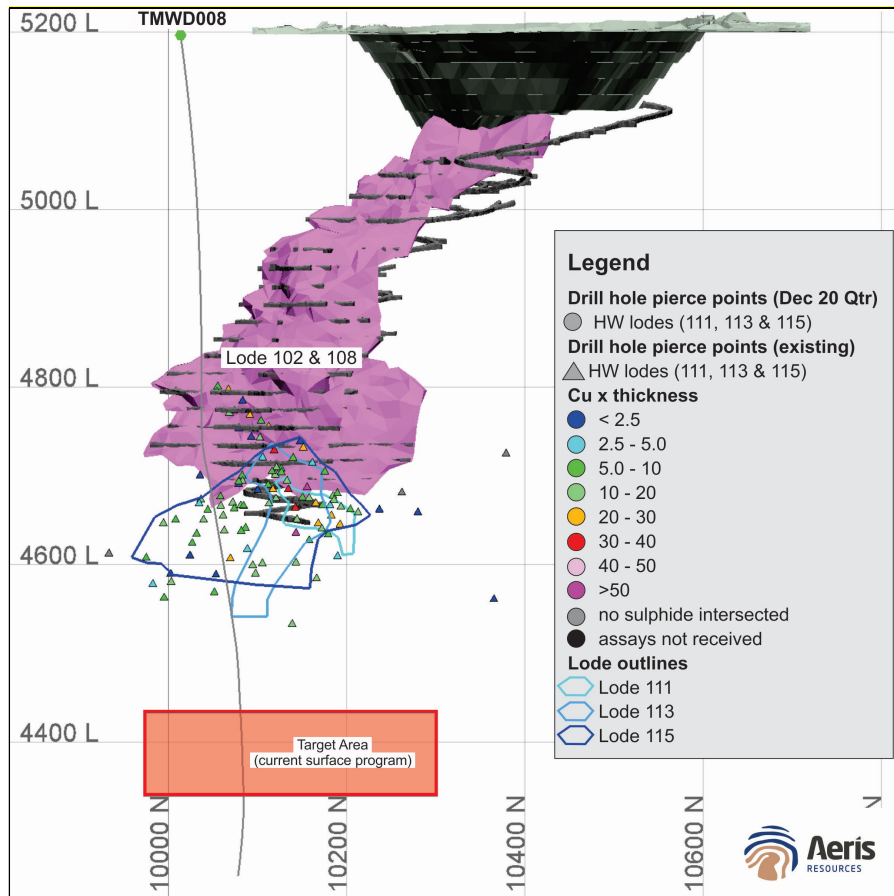 TMWD008
5200 L
5000 L
4800 L
4600 L
4400 L
Lode 102 & 108
Target Area
(current surface program)
10000 N
10200 N
10400 N
10600 N
Legend
Drill hole pierce points (Dec 20 Qtr)
HW lodes (111, 113 & 115)
Drill hole pierce points (existing)
HW lodes (111, 113 & 115)
Cu x thickness
< 2.5
2.5 - 5.0
5.0 - 10
10 - 20
20 - 30
30 - 40
40 - 50
>50
no sulphide intersected
assays not received
Lode outlines
Lode 111
Lode 113
Lode 115
Aeris
RESOURCES